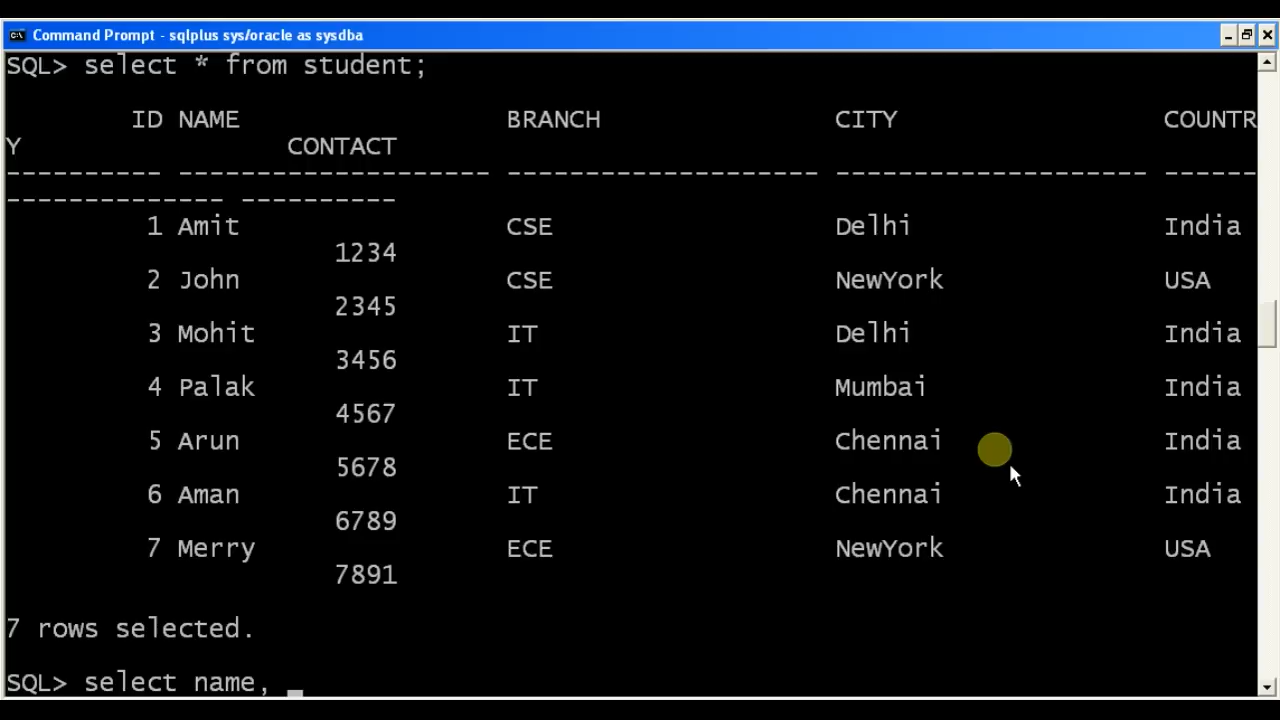 Command Prompt - sqlplus sys/oracle as sysdba
SQL> select * from student;
        ID NAME                 BRANCH               CITY                 COUNTR
Y                 CONTACT
---------- -------------------- -------------------- -------------------- ------
-------------- ----------
         1 Amit                 CSE                  Delhi                India
                     1234
         2 John                 CSE                  NewYork              USA
                     2345
         3 Mohit                IT                   Delhi                India
                     3456
         4 Palak                IT                   Mumbai               India
                     4567
         5 Arun                 ECE                  Chennai              India
                     5678
         6 Aman                 IT                   Chennai              India
                     6789
         7 Merry                ECE                  NewYork              USA
                     7891
7 rows selected.
SQL> select name, _